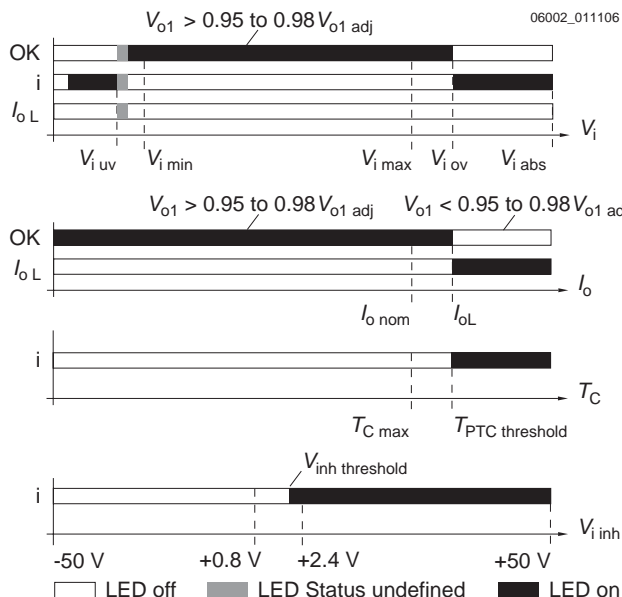 06002_011106
V_o1 > 0.95 to 0.98 V_o1 adj
OK
i
I_o L
V_i
V_i uv
V_i min
V_i max
V_i ov
V_i abs
V_o1 > 0.95 to 0.98 V_o1 adj
V_o1 < 0.95 to 0.98 V_o1 ad
OK
I_o L
I_o
I_o nom
I_oL
i
T_C
T_C max
T_PTC threshold
V_inh threshold
i
V_i inh
-50 V
+0.8 V
+2.4 V
+50 V
LED off
LED Status undefined
LED on